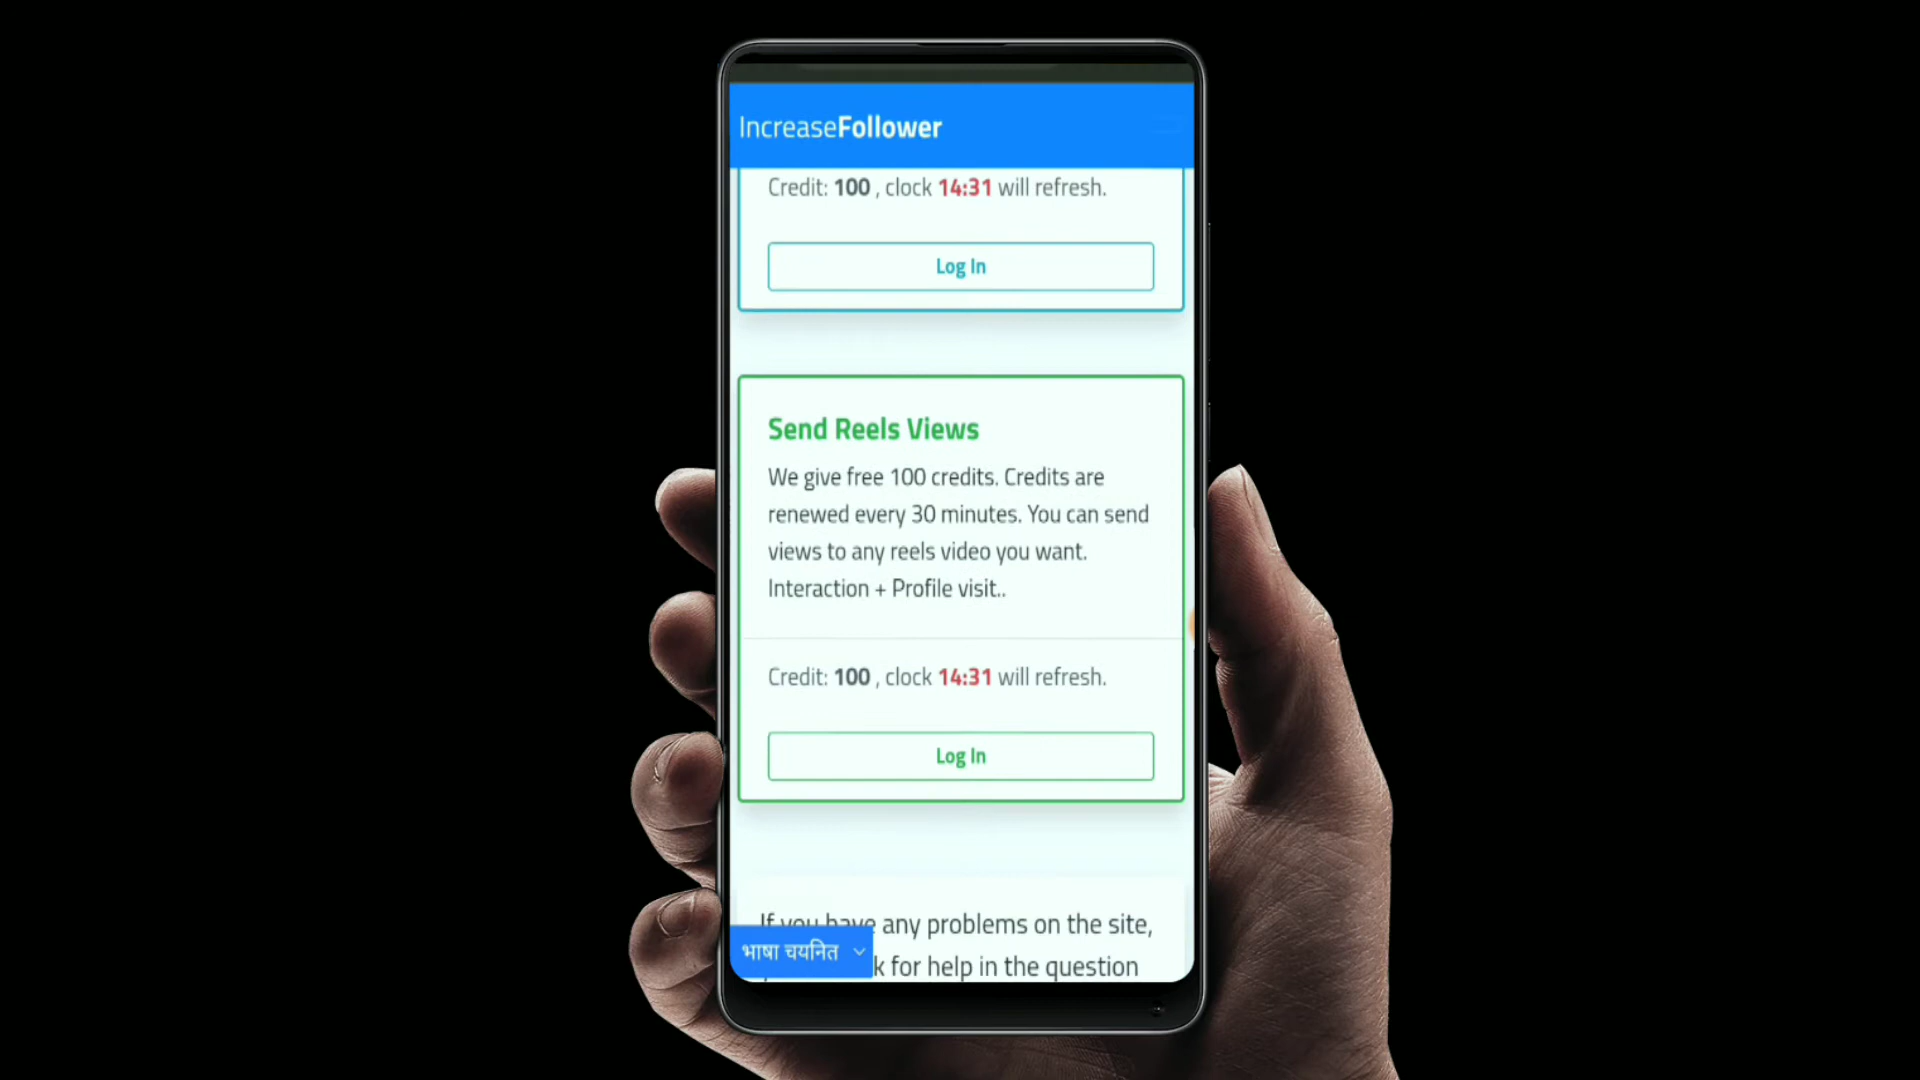 IncreaseFollower
Credit: 100 , clock 14:31 will refresh.
Log In
Send Reels Views
We give free 100 credits. Credits are
renewed every 30 minutes. You can send
views to any reels video you want.
Interaction + Profile visit..
Credit: 100 , clock 14:31 will refresh.
Log In
If you have any problems on the site,
भाषा चयनित
for help in the question